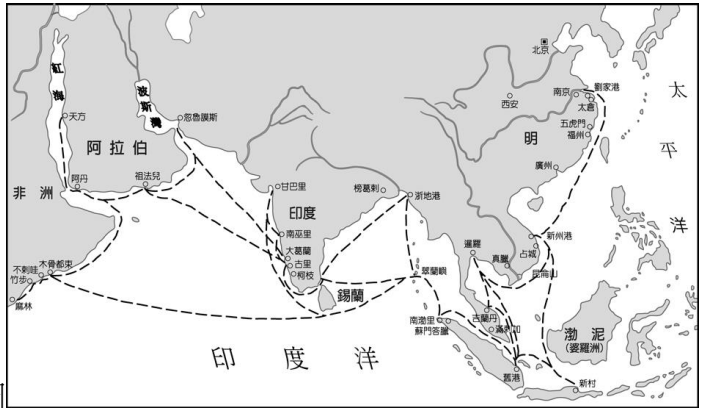 北京
紅海
波斯灣
太平洋
劉家港
南京
太倉
西安
天方
忽魯謨斯
五虎門
福州
明
阿拉伯
廣州
非洲
阿丹
祖法兒
甘巴里
榜葛剌
浙地港
印度
南巫里
新州港
暹羅
占城
大葛蘭
古里
真臘
木骨都束
不剌哇
竹步
柯枝
翠蘭嶼
崑崙山
麻林
錫蘭
南渤里
蘇門答臘
吉蘭丹
渤泥
(婆羅洲)
印度洋
舊港
新村